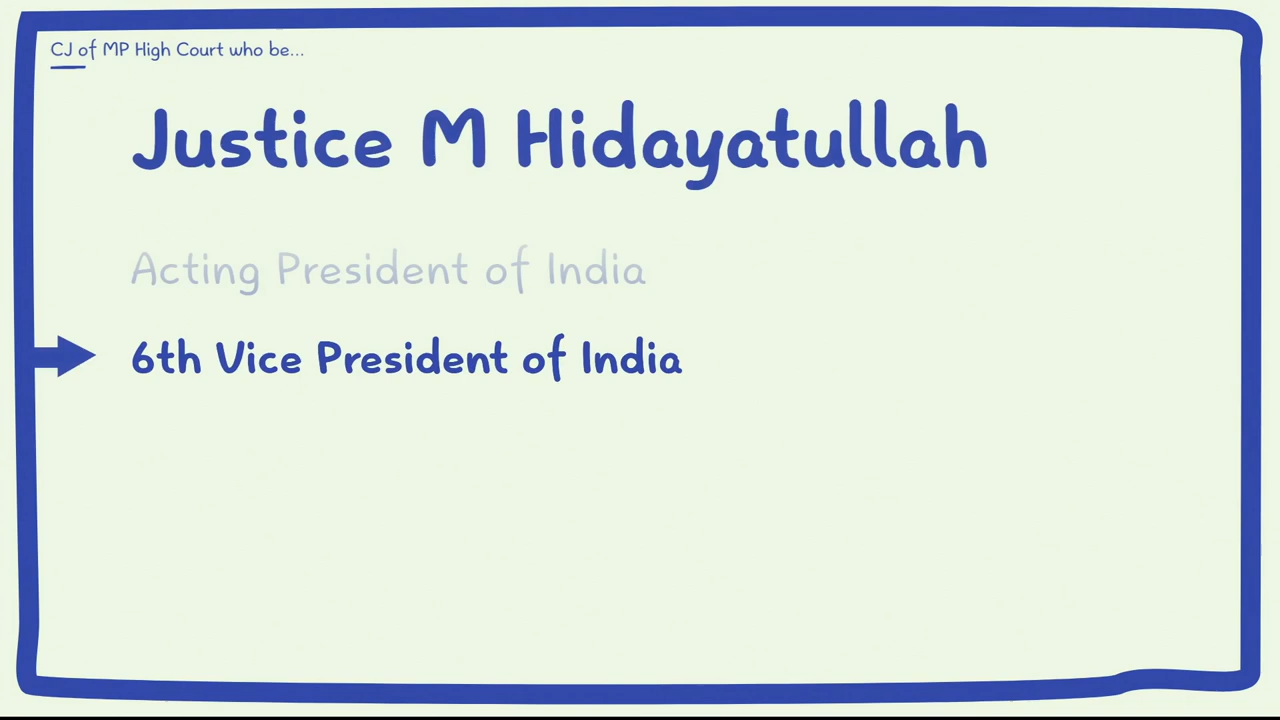 CJ of MP High Court who be...
Justice M Hidayatullah
Acting President of India
6th Vice President of India